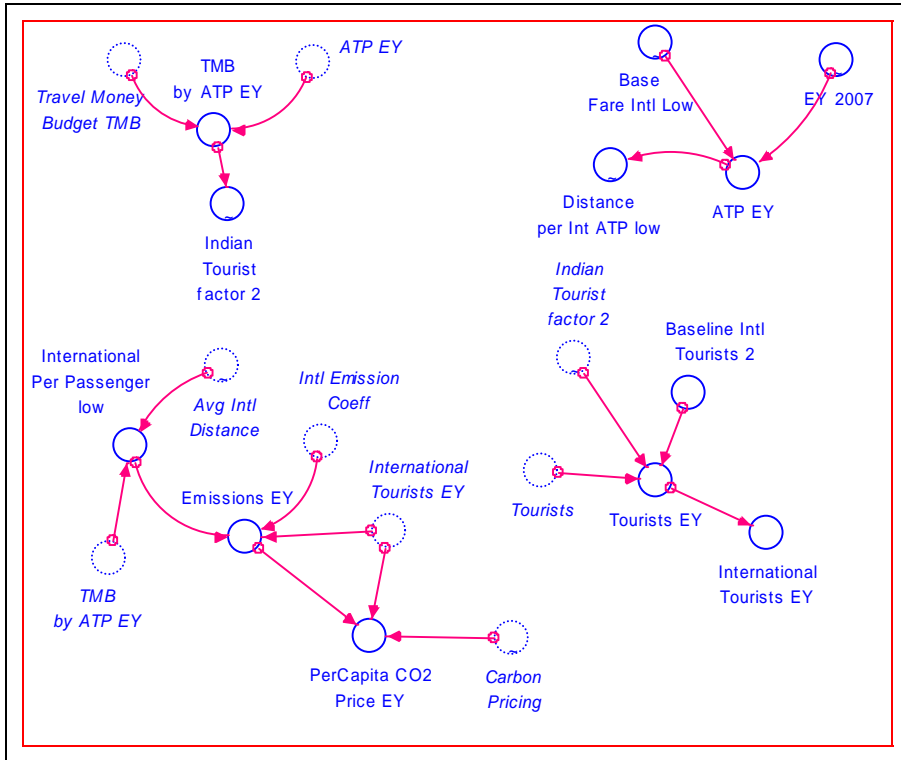 ATP EY
TMB
by ATP EY
Travel Money
Budget TMB
Indian
Tourist
factor 2
Base
Fare Intl Low
EY 2007
Distance
per Int ATP low
ATP EY
International
Per Passenger
low
Avg Intl
Distance
Intl Emission
Coeff
International
Tourists EY
Emissions EY
TMB
by ATP EY
PerCapita CO2
Price EY
Carbon
Pricing
Indian
Tourist
factor 2
Baseline Intl
Tourists 2
Tourists
Tourists EY
International
Tourists EY